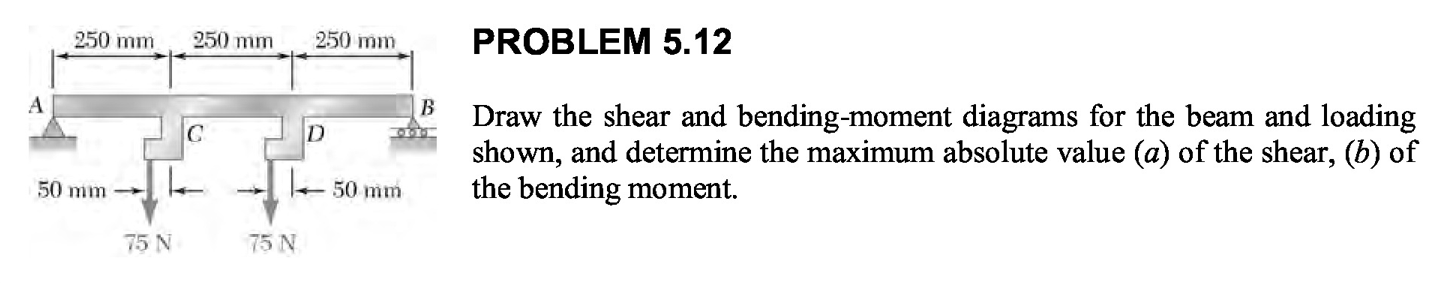 250 mm 250 mm 250 mm
A B
C D
50 mm 50 mm
75 N 75 N
PROBLEM 5.12
Draw the shear and bending-moment diagrams for the beam and loading
shown, and determine the maximum absolute value (a) of the shear, (b) of
the bending moment.